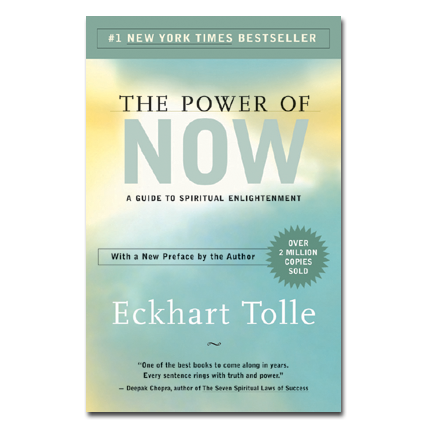 #1 NEW YORK TIMES BESTSELLER
THE POWER OF
NOW
A GUIDE TO SPIRITUAL ENLIGHTENMENT
With a New Preface by the Author
OVER
2 MILLION
COPIES
SOLD
Eckhart Tolle
~
"One of the best books to come along in years.
Every sentence rings with truth and power."
— Deepak Chopra, author of The Seven Spiritual Laws of Success